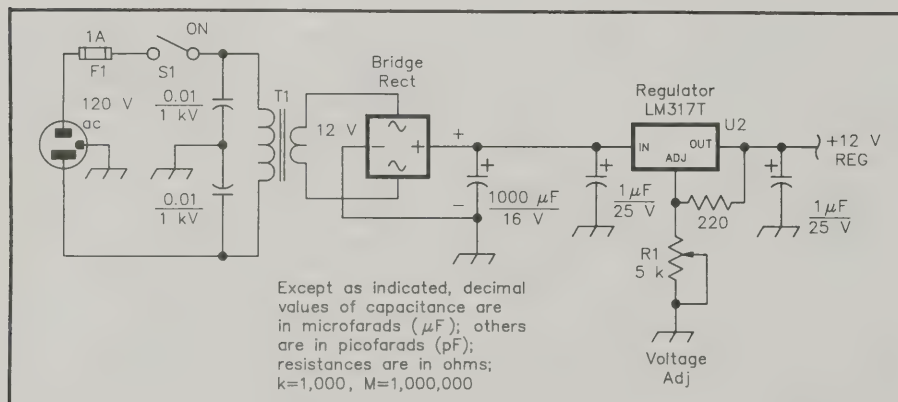 1A
F1
ON
S1
120 V
ac
0.01
1 kV
0.01
1 kV
T1
12 V
Bridge
Rect
+
−
+
−
+
1000 μF
16 V
+
1 μF
25 V
Regulator
LM317T
U2
IN
OUT
ADJ
220
R1
5 k
Voltage
Adj
+
1 μF
25 V
+12 V
REG
Except as indicated, decimal
values of capacitance are
in microfarads (μF); others
are in picofarads (pF);
resistances are in ohms;
k=1,000, M=1,000,000